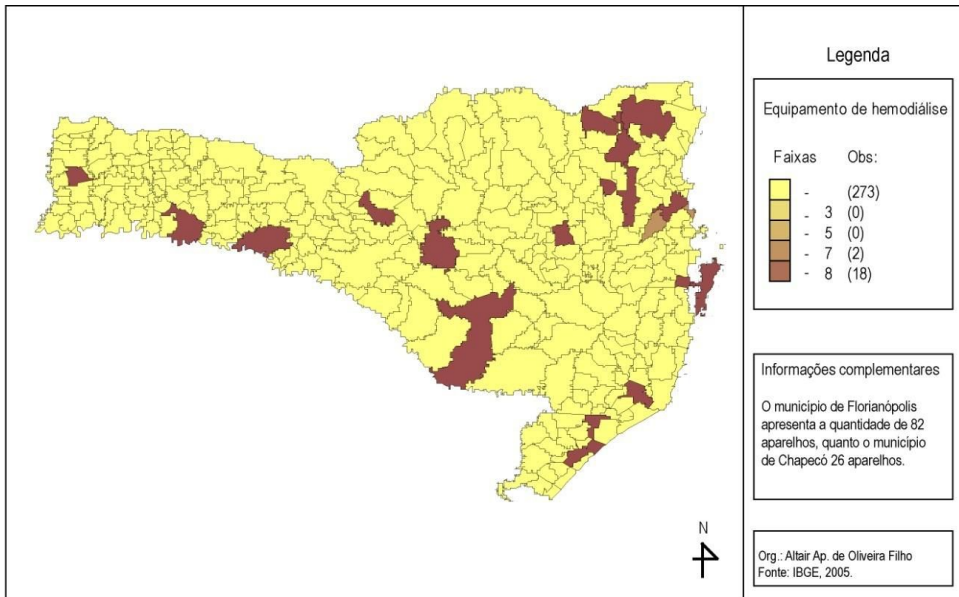 Legenda
Equipamento de hemodiálise
Faixas Obs:
- (273)
- 3 (0)
- 5 (0)
- 7 (2)
- 8 (18)
Informações complementares
O município de Florianópolis
apresenta a quantidade de 82
aparelhos, quanto o município
de Chapecó 26 aparelhos.
N
Org.: Altair Ap. de Oliveira Filho
Fonte: IBGE, 2005.